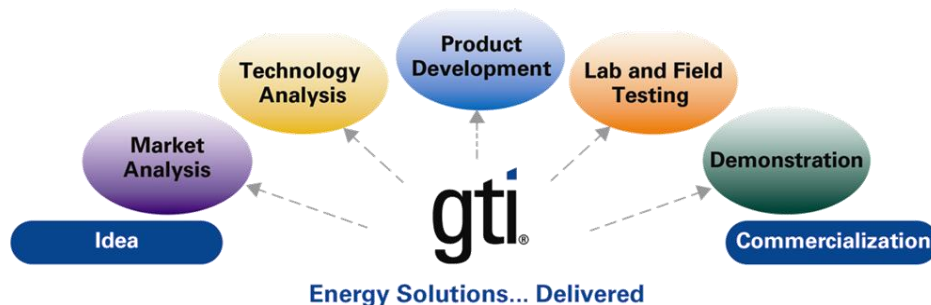 Product
Development
Technology
Analysis
Lab and Field
Testing
Market
Analysis
Demonstration
gti®
Idea
Commercialization
Energy Solutions... Delivered